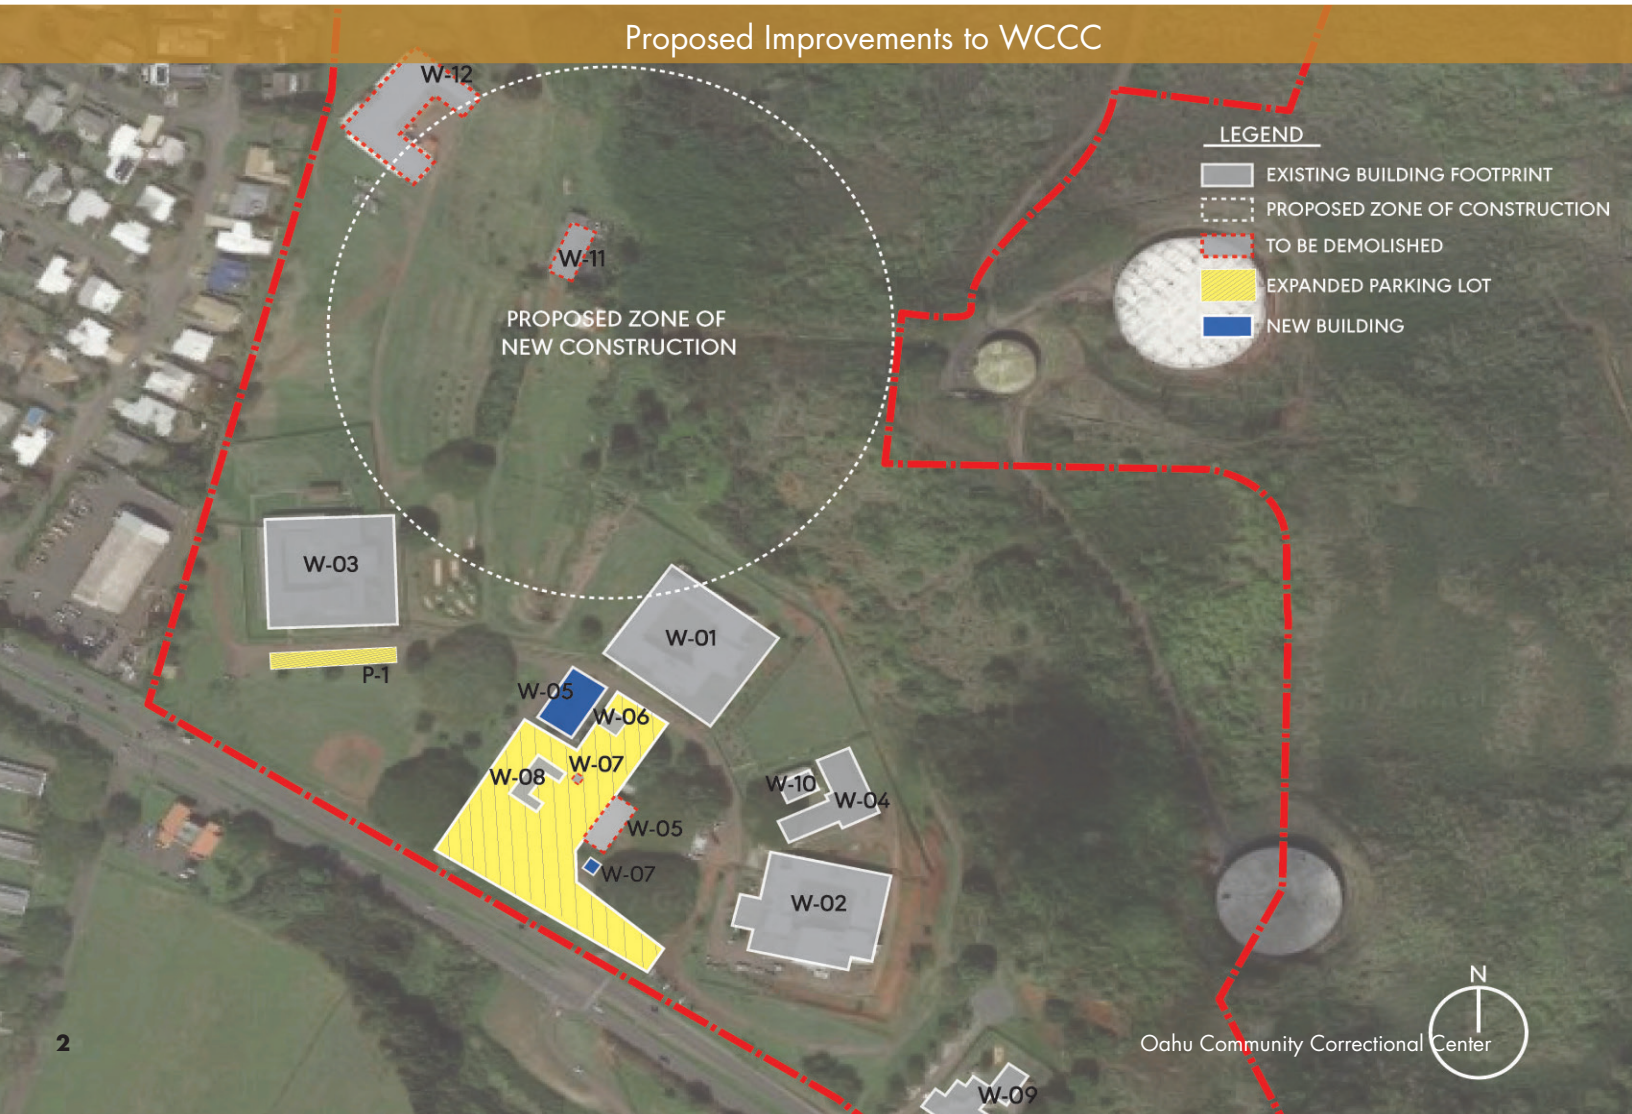 Proposed Improvements to WCCC
W-12
LEGEND
EXISTING BUILDING FOOTPRINT
PROPOSED ZONE OF CONSTRUCTION
TO BE DEMOLISHED
EXPANDED PARKING LOT
NEW BUILDING
W-11
PROPOSED ZONE OF
NEW CONSTRUCTION
W-03
W-01
P-1
W-05
W-06
W-07
W-08
W-10
W-04
W-05
W-07
W-02
N
2
Oahu Community Correctional Center
W-09